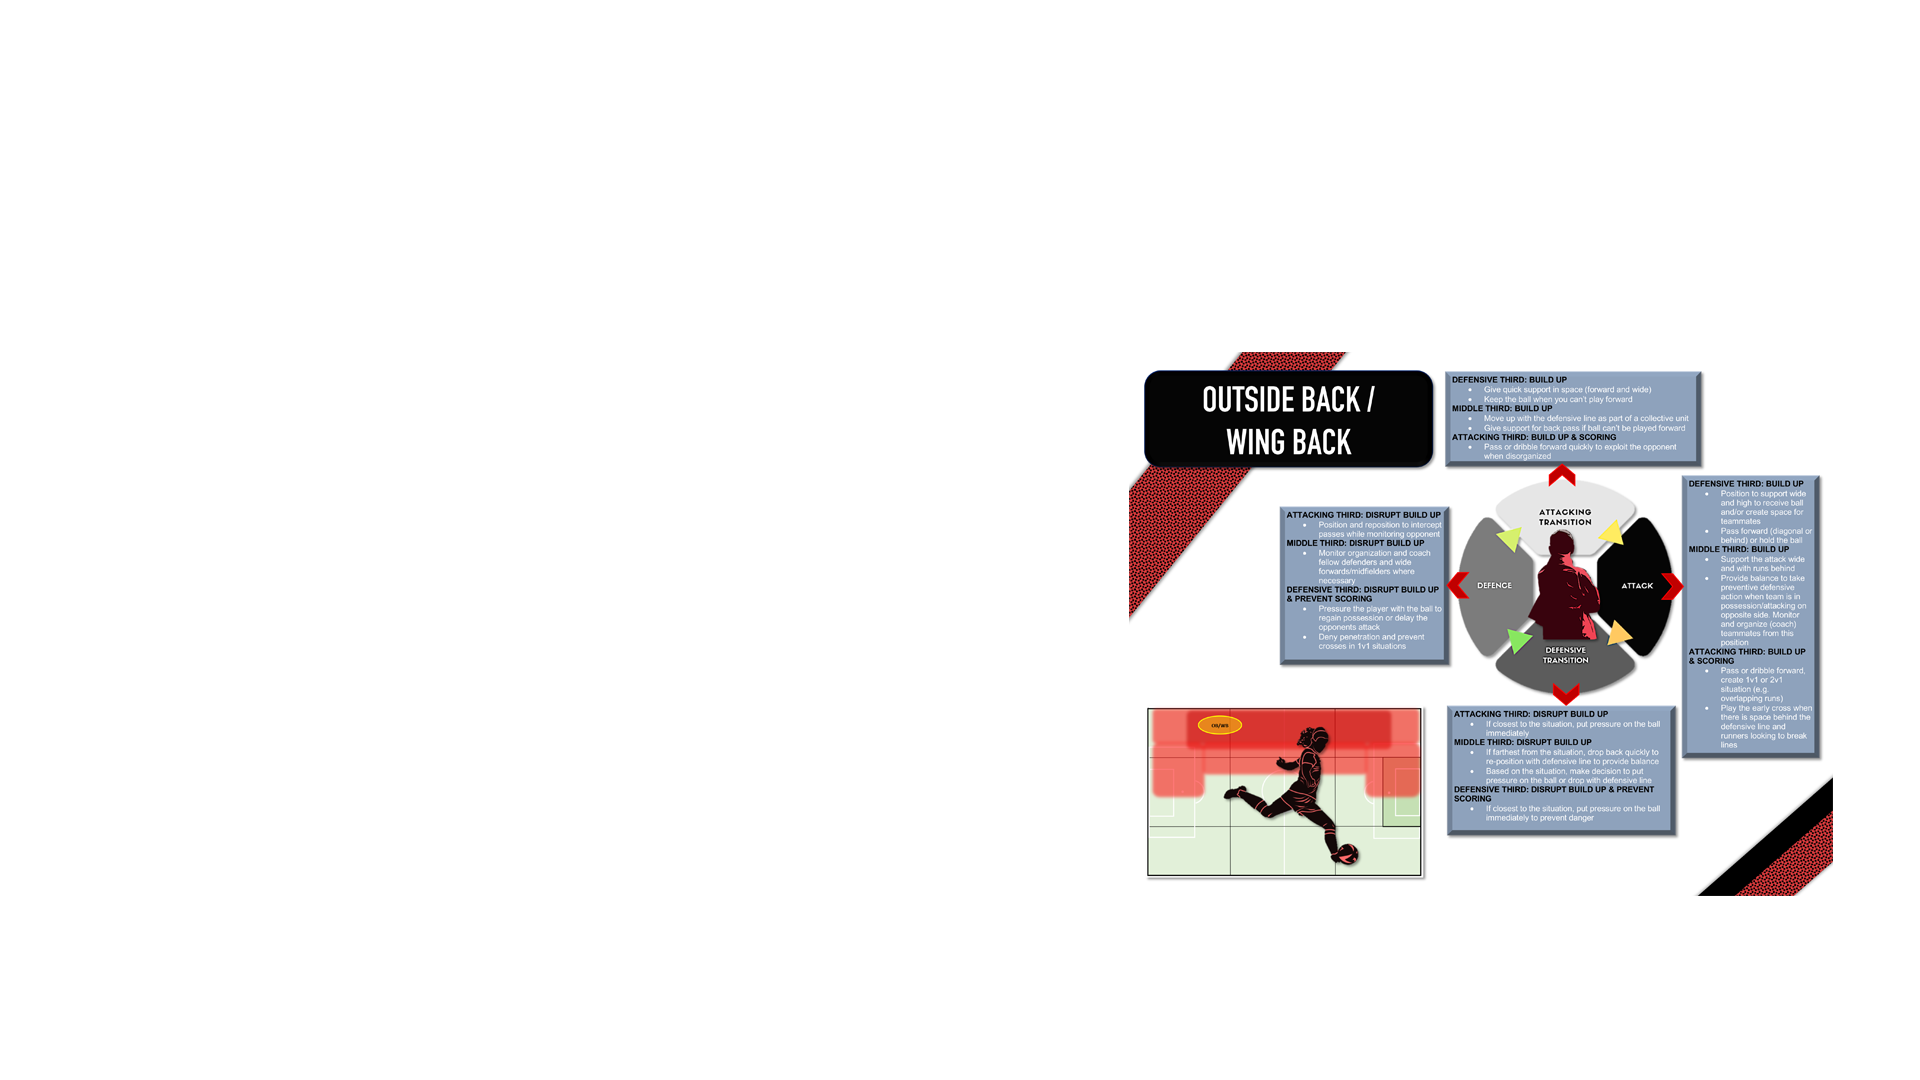 OUTSIDE BACK /
WING BACK
DEFENSIVE THIRD: BUILD UP
• Give quick support in space (forward and wide)
• Keep the ball when you can't play forward
MIDDLE THIRD: BUILD UP
• Move up with the defensive line as part of a collective unit
• Give support for back pass if ball can't be played forward
ATTACKING THIRD: BUILD UP & SCORING
• Pass or dribble forward quickly to exploit the opponent
when disorganized
ATTACKING THIRD: DISRUPT BUILD UP
• Position and reposition to intercept
passes while monitoring opponent
MIDDLE THIRD: DISRUPT BUILD UP
• Monitor organization and coach
fellow defenders and wide
forwards/midfielders where
necessary
DEFENSIVE THIRD: DISRUPT BUILD UP
& PREVENT SCORING
• Pressure the player with the ball to
regain possession or delay the
opponents attack
• Deny penetration and prevent
crosses in 1v1 situations
ATTACKING
TRANSITION
DEFENCE
ATTACK
DEFENSIVE
TRANSITION
DEFENSIVE THIRD: BUILD UP
• Position to support wide
and high to receive ball
and/or create space for
teammates
• Pass forward (diagonal or
behind) or hold the ball
MIDDLE THIRD: BUILD UP
• Support the attack wide
and with runs behind
• Provide balance to take
preventive defensive
action when team is in
possession/attacking on
opposite side. Monitor
and organize (coach)
teammates from this
position
ATTACKING THIRD: BUILD UP
& SCORING
• Pass or dribble forward,
create 1v1 or 2v1
situation (e.g.
overlapping runs)
• Play the early cross when
there is space behind the
defensive line and
runners looking to break
lines
ATTACKING THIRD: DISRUPT BUILD UP
• If closest to the situation, put pressure on the ball
immediately
MIDDLE THIRD: DISRUPT BUILD UP
• If farthest from the situation, drop back quickly to
re-position with defensive line to provide balance
• Based on the situation, make decision to put
pressure on the ball or drop with defensive line
DEFENSIVE THIRD: DISRUPT BUILD UP & PREVENT
SCORING
• If closest to the situation, put pressure on the ball
immediately to prevent danger